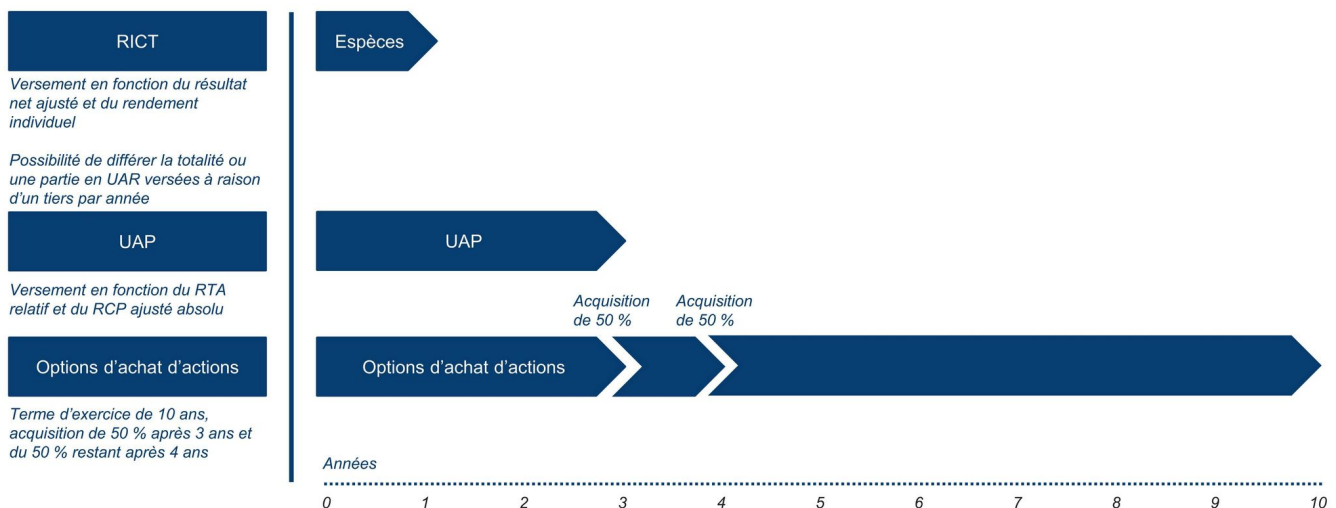 RICT
Espèces
Versement en fonction du résultat
net ajusté et du rendement
individuel
Possibilité de différer la totalité ou
une partie en UAR versées à raison
d'un tiers par année
UAP
UAP
Versement en fonction du RTA
relatif et du RCP ajusté absolu
Acquisition
de 50 %
Acquisition
de 50 %
Options d'achat d'actions
Options d'achat d'actions
Terme d'exercice de 10 ans,
acquisition de 50 % après 3 ans et
du 50 % restant après 4 ans
Années
0 1 2 3 4 5 6 7 8 9 10